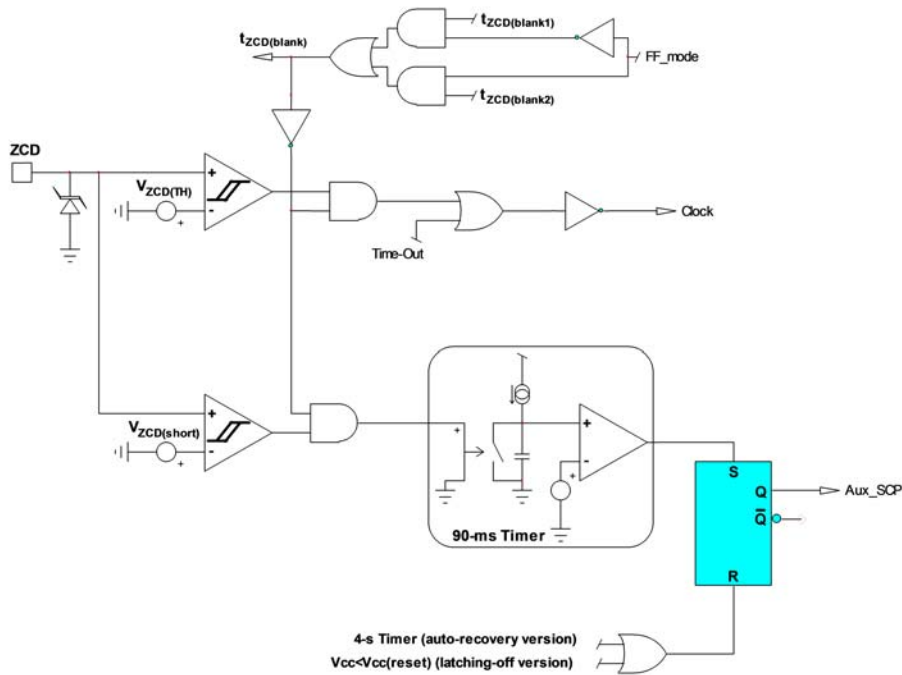 tZCD(blank1)
tZCD(blank)
FF_mode
tZCD(blank2)
ZCD
VZCD(TH)
+
-
+
Clock
Time-Out
VZCD(short)
+
-
+
+
+
-
+
90-ms Timer
S
Q
Aux_SCP
Q
R
4-s Timer (auto-recovery version)
Vcc<Vcc(reset) (latching-off version)